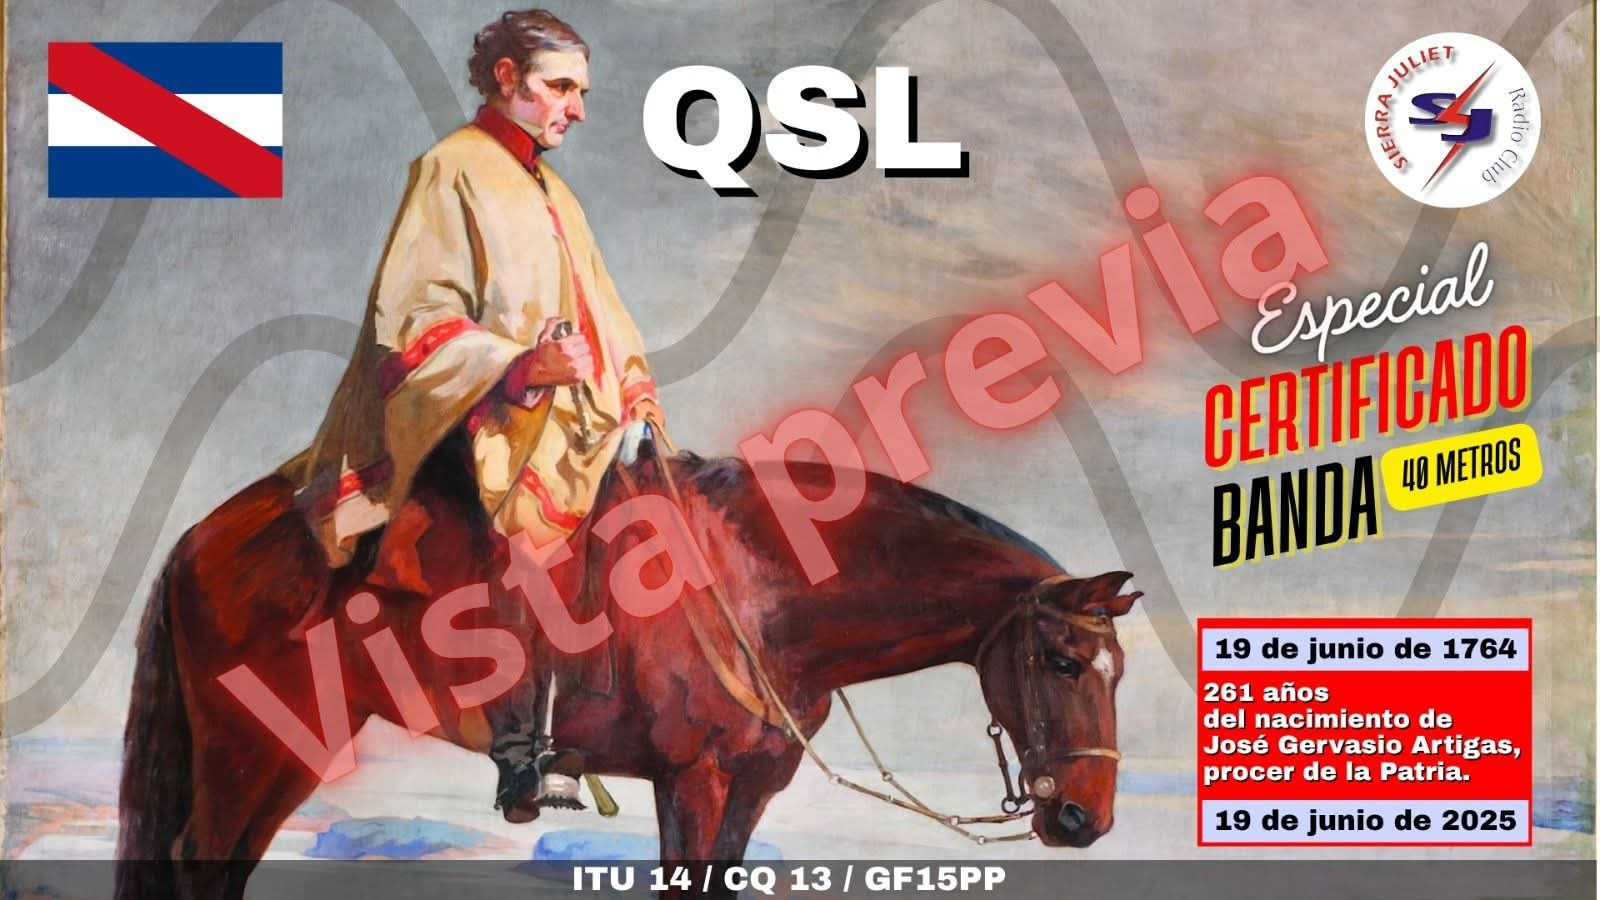 QSL
SIERRA JULIET
SJ
Radio Club
Vista previa
Especial
CERTIFICADO
BANDA
40 METROS
19 de junio de 1764
261 años
del nacimiento de
José Gervasio Artigas,
procer de la Patria.
19 de junio de 2025
ITU 14 / CQ 13 / GF15PP